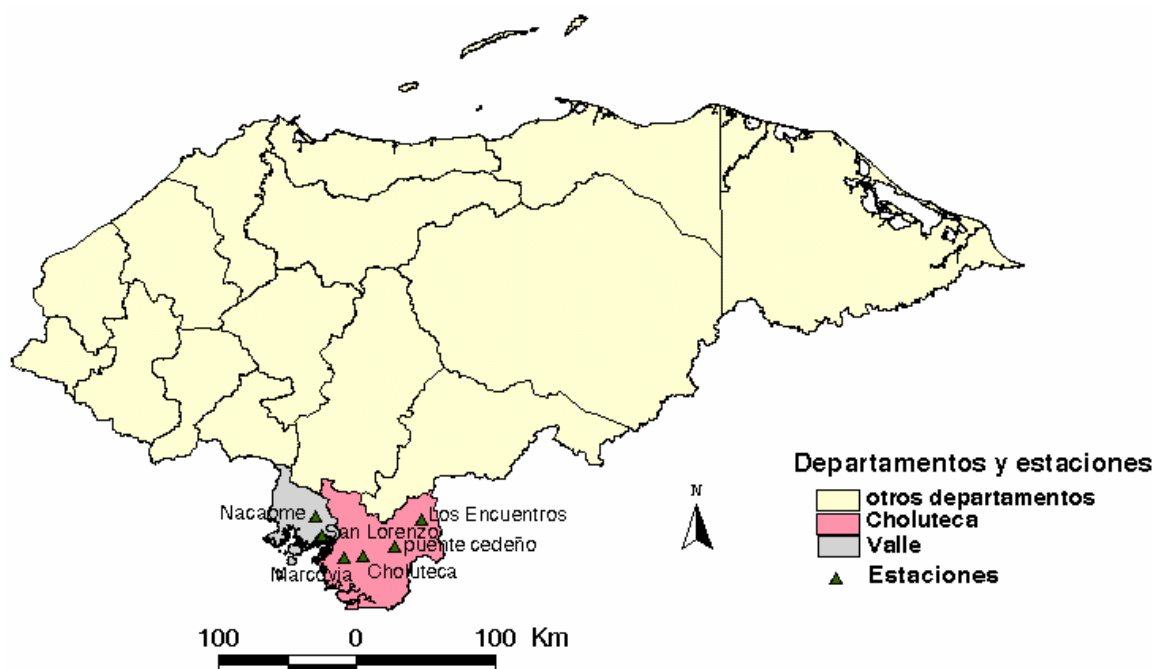 Departamentos y estaciones
N
otros departamentos
Choluteca
Nacaome
Los Encuentros
San Lorenzo
Valle
puente cedeño
Marcovia
Choluteca
Estaciones
100 0 100 Km